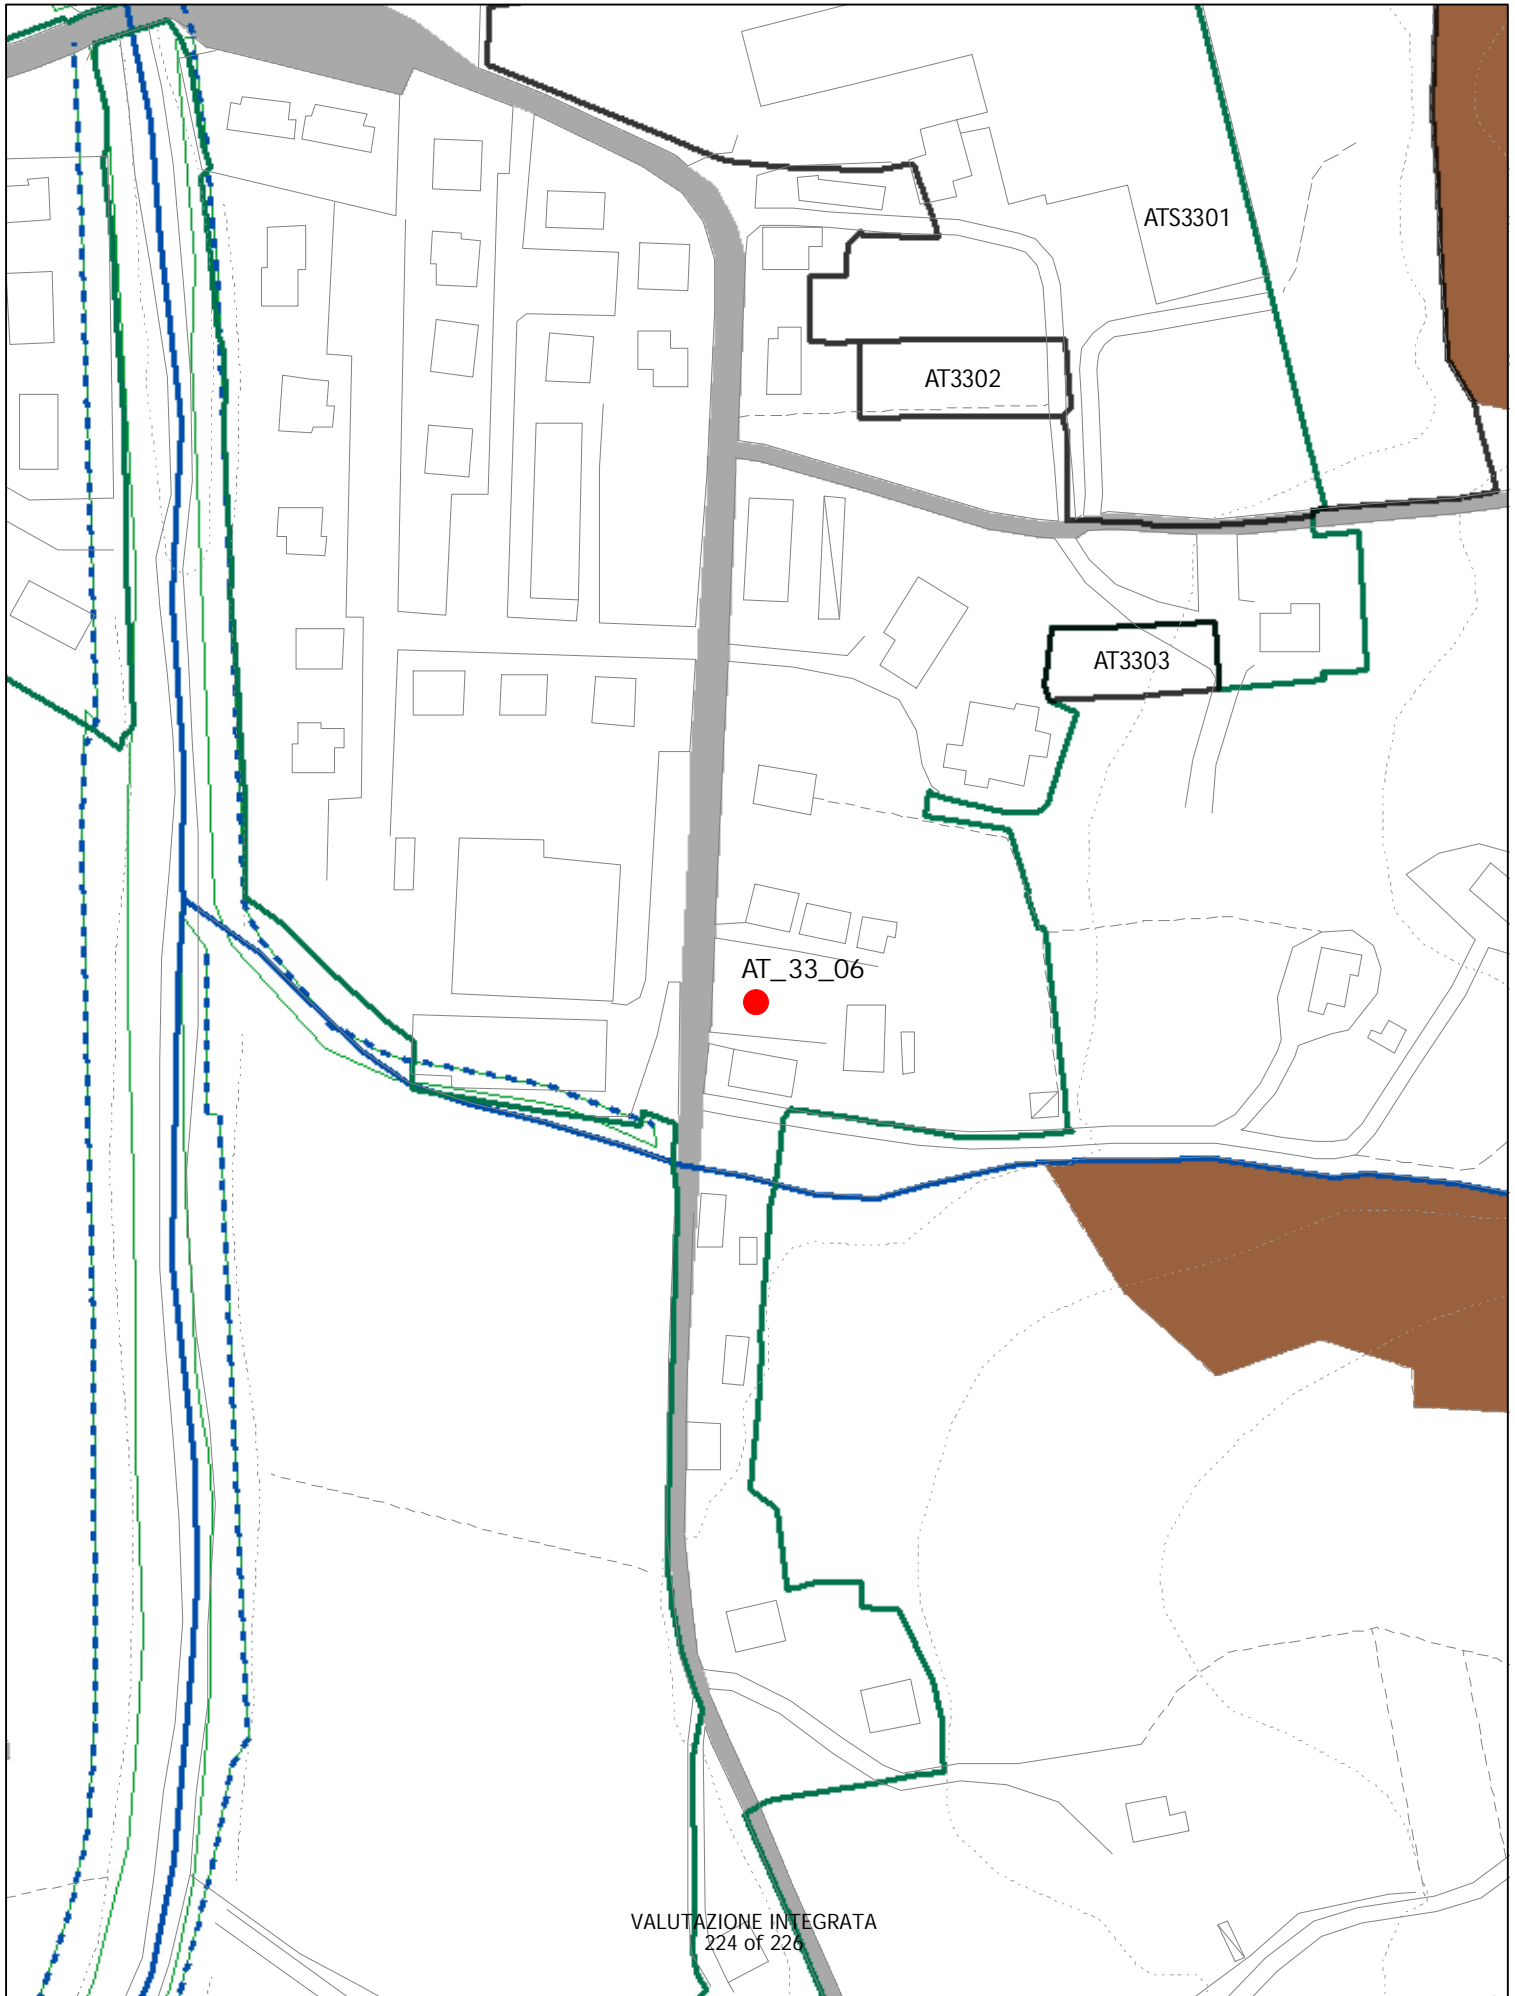 ATS3301
AT3302
AT3303
AT_33_06
VALUTAZIONE INTEGRATA
224 of 226